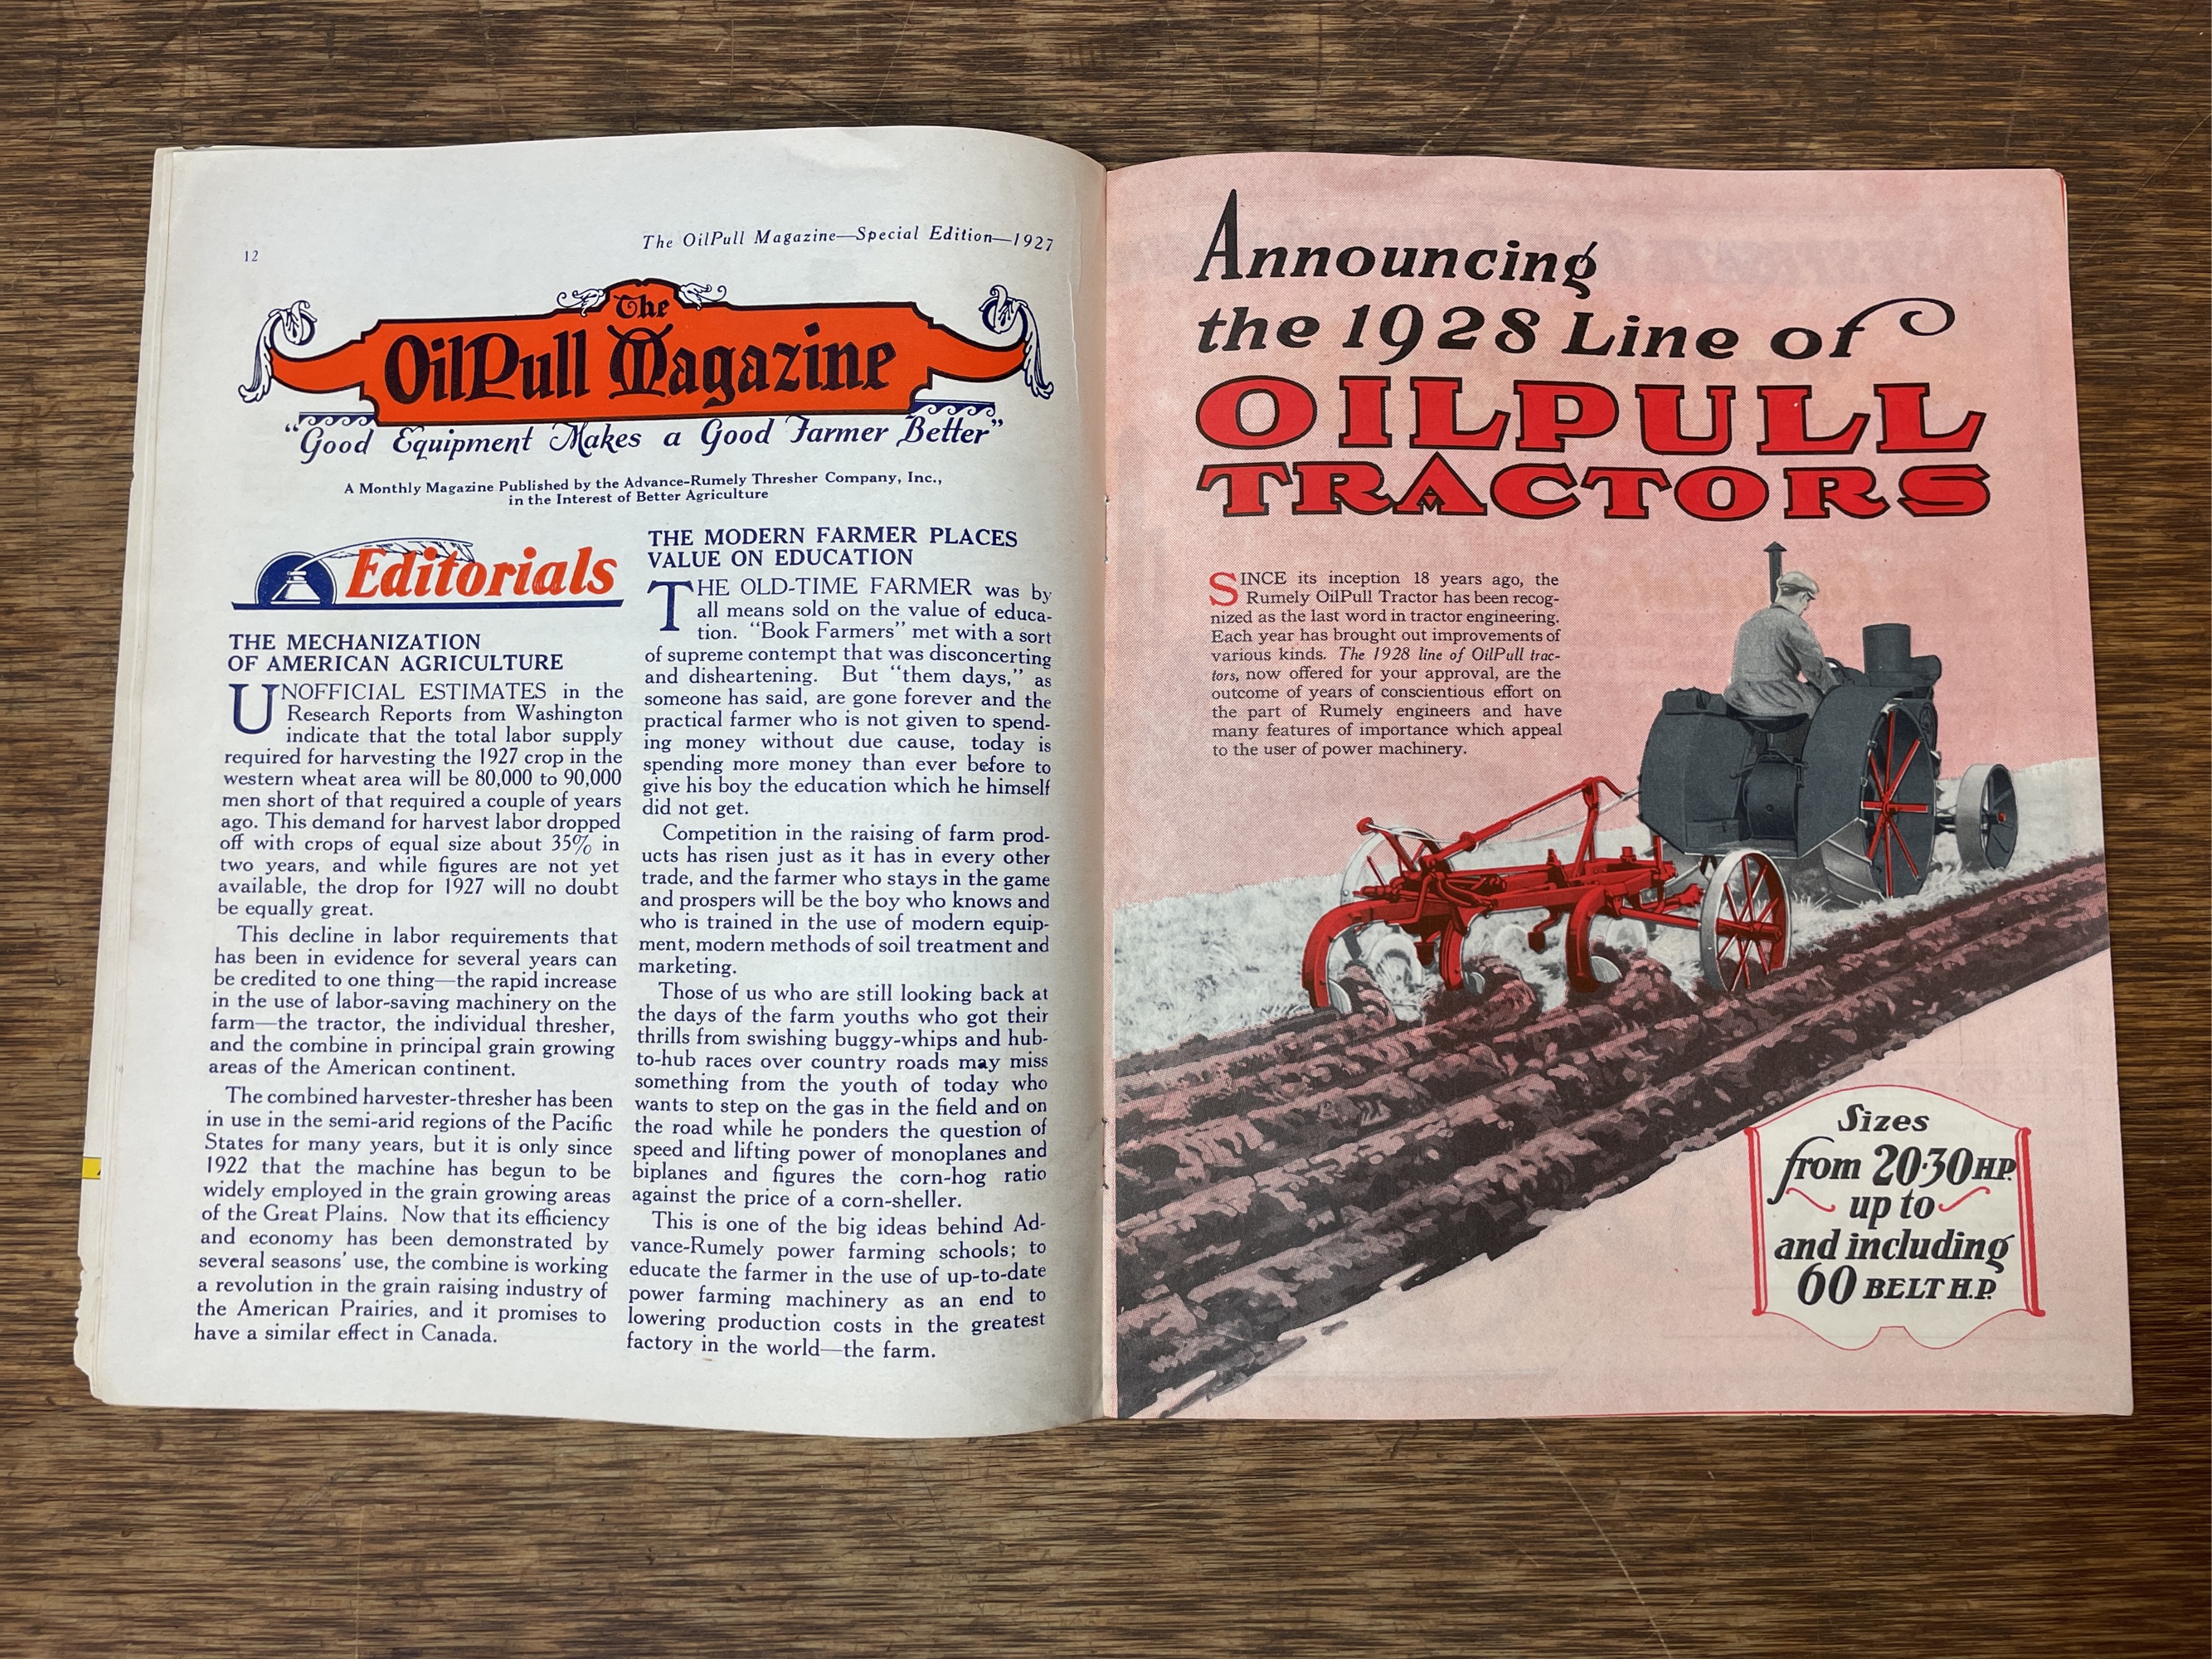 12
The OilPull Magazine—Special Edition—1927
The
OilPull Magazine
"Good Equipment Makes a Good Farmer Better"
A Monthly Magazine Published by the Advance-Rumely Thresher Company, Inc.,
in the Interest of Better Agriculture
Editorials
THE MECHANIZATION
OF AMERICAN AGRICULTURE
UNOFFICIAL ESTIMATES in the
Research Reports from Washington
indicate that the total labor supply
required for harvesting the 1927 crop in the
western wheat area will be 80,000 to 90,000
men short of that required a couple of years
ago. This demand for harvest labor dropped
off with crops of equal size about 35% in
two years, and while figures are not yet
available, the drop for 1927 will no doubt
be equally great.
This decline in labor requirements that
has been in evidence for several years can
be credited to one thing—the rapid increase
in the use of labor-saving machinery on the
farm—the tractor, the individual thresher,
and the combine in principal grain growing
areas of the American continent.
The combined harvester-thresher has been
in use in the semi-arid regions of the Pacific
States for many years, but it is only since
1922 that the machine has begun to be
widely employed in the grain growing areas
of the Great Plains. Now that its efficiency
and economy has been demonstrated by
several seasons' use, the combine is working
a revolution in the grain raising industry of
the American Prairies, and it promises to
have a similar effect in Canada.
THE MODERN FARMER PLACES
VALUE ON EDUCATION
THE OLD-TIME FARMER was by
all means sold on the value of educa-
tion. "Book Farmers" met with a sort
of supreme contempt that was disconcerting
and disheartening. But "them days," as
someone has said, are gone forever and the
practical farmer who is not given to spend-
ing money without due cause, today is
spending more money than ever before to
give his boy the education which he himself
did not get.
Competition in the raising of farm prod-
ucts has risen just as it has in every other
trade, and the farmer who stays in the game
and prospers will be the boy who knows and
who is trained in the use of modern equip-
ment, modern methods of soil treatment and
marketing.
Those of us who are still looking back at
the days of the farm youths who got their
thrills from swishing buggy-whips and hub-
to-hub races over country roads may miss
something from the youth of today who
wants to step on the gas in the field and on
the road while he ponders the question of
speed and lifting power of monoplanes and
biplanes and figures the corn-hog ratio
against the price of a corn-sheller.
This is one of the big ideas behind Ad-
vance-Rumely power farming schools; to
educate the farmer in the use of up-to-date
power farming machinery as an end to
lowering production costs in the greatest
factory in the world—the farm.
Announcing
the 1928 Line of
OILPULL
TRACTORS
SINCE its inception 18 years ago, the
Rumely OilPull Tractor has been recog-
nized as the last word in tractor engineering.
Each year has brought out improvements of
various kinds. The 1928 line of OilPull trac-
tors, now offered for your approval, are the
outcome of years of conscientious effort on
the part of Rumely engineers and have
many features of importance which appeal
to the user of power machinery.
Sizes
from 20-30 H.P.
up to
and including
60 BELT H.P.